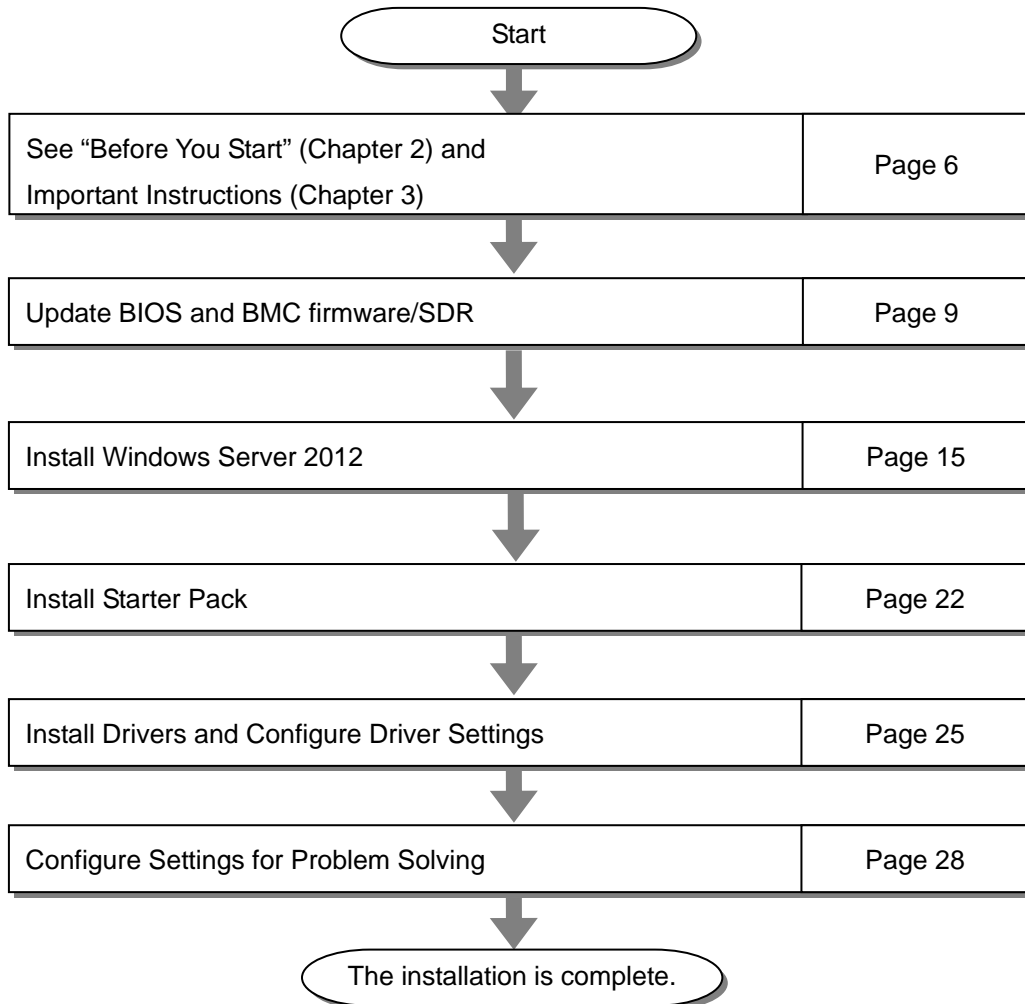 Start
See “Before You Start” (Chapter 2) and
Important Instructions (Chapter 3)
Page 6
Update BIOS and BMC firmware/SDR
Page 9
Install Windows Server 2012
Page 15
Install Starter Pack
Page 22
Install Drivers and Configure Driver Settings
Page 25
Configure Settings for Problem Solving
Page 28
The installation is complete.